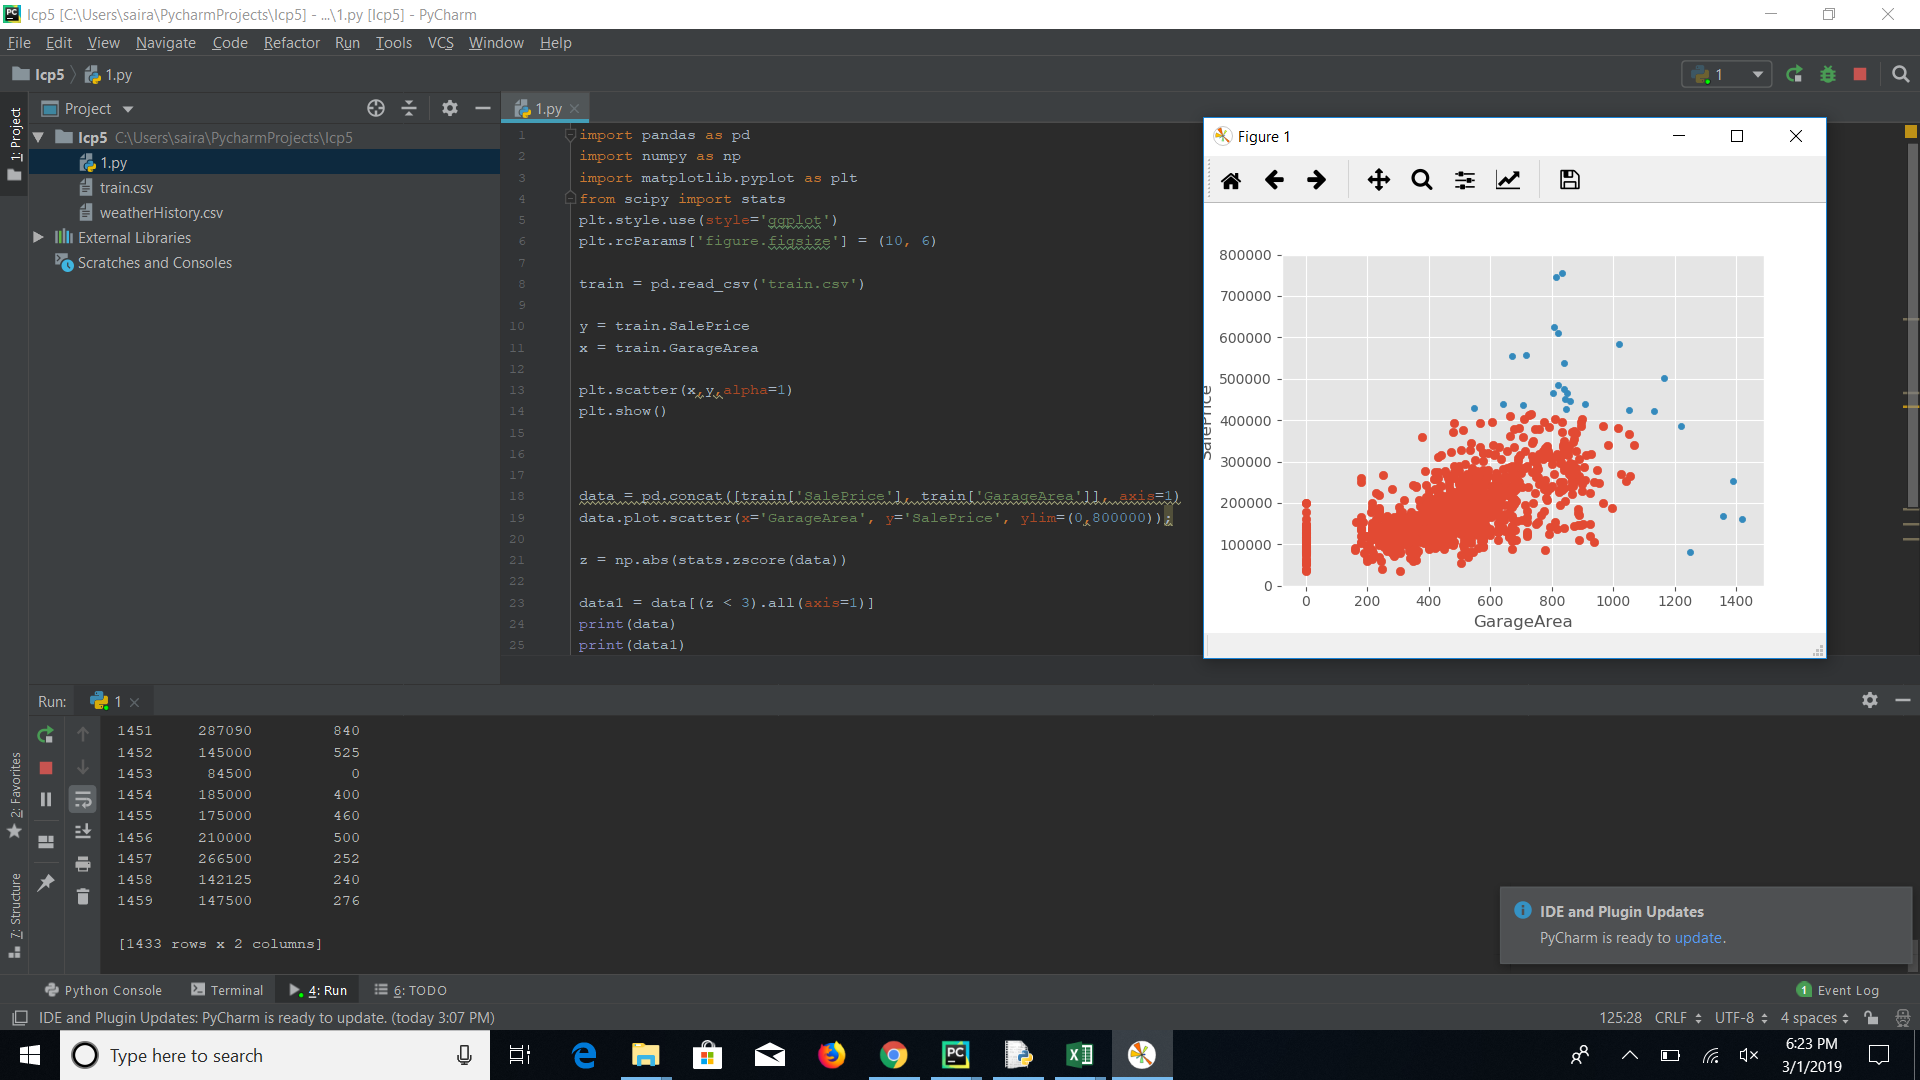 Icp5 [C:\Users\saira\PycharmProjects\Icp5] - ...\1.py [Icp5] - PyCharm
File Edit View Navigate Code Refactor Run Tools VCS Window Help
Icp5 1.py
1
1: Project
Project
Icp5 C:\Users\saira\PycharmProjects\Icp5
1.py
train.csv
weatherHistory.csv
External Libraries
Scratches and Consoles
1.py
1 import pandas as pd
2 import numpy as np
3 import matplotlib.pyplot as plt
4 from scipy import stats
5 plt.style.use(style='ggplot')
6 plt.rcParams['figure.figsize'] = (10, 6)
7
8 train = pd.read_csv('train.csv')
9
10 y = train.SalePrice
11 x = train.GarageArea
12
13 plt.scatter(x,y,alpha=1)
14 plt.show()
15
16
17
18 data = pd.concat([train['SalePrice'], train['GarageArea']], axis=1)
19 data.plot.scatter(x='GarageArea', y='SalePrice', ylim=(0,800000));
20
21 z = np.abs(stats.zscore(data))
22
23 data1 = data[(z < 3).all(axis=1)]
24 print(data)
25 print(data1)
Figure 1
SalePrice
800000
700000
600000
500000
400000
300000
200000
100000
0
0 200 400 600 800 1000 1200 1400
GarageArea
Run: 1
1451 287090 840
1452 145000 525
1453 84500 0
1454 185000 400
1455 175000 460
1456 210000 500
1457 266500 252
1458 142125 240
1459 147500 276
[1433 rows x 2 columns]
2: Favorites
7: Structure
IDE and Plugin Updates
PyCharm is ready to update.
Python Console Terminal 4: Run 6: TODO
1 Event Log
IDE and Plugin Updates: PyCharm is ready to update. (today 3:07 PM)
125:28 CRLF UTF-8 4 spaces
Type here to search
6:23 PM
3/1/2019